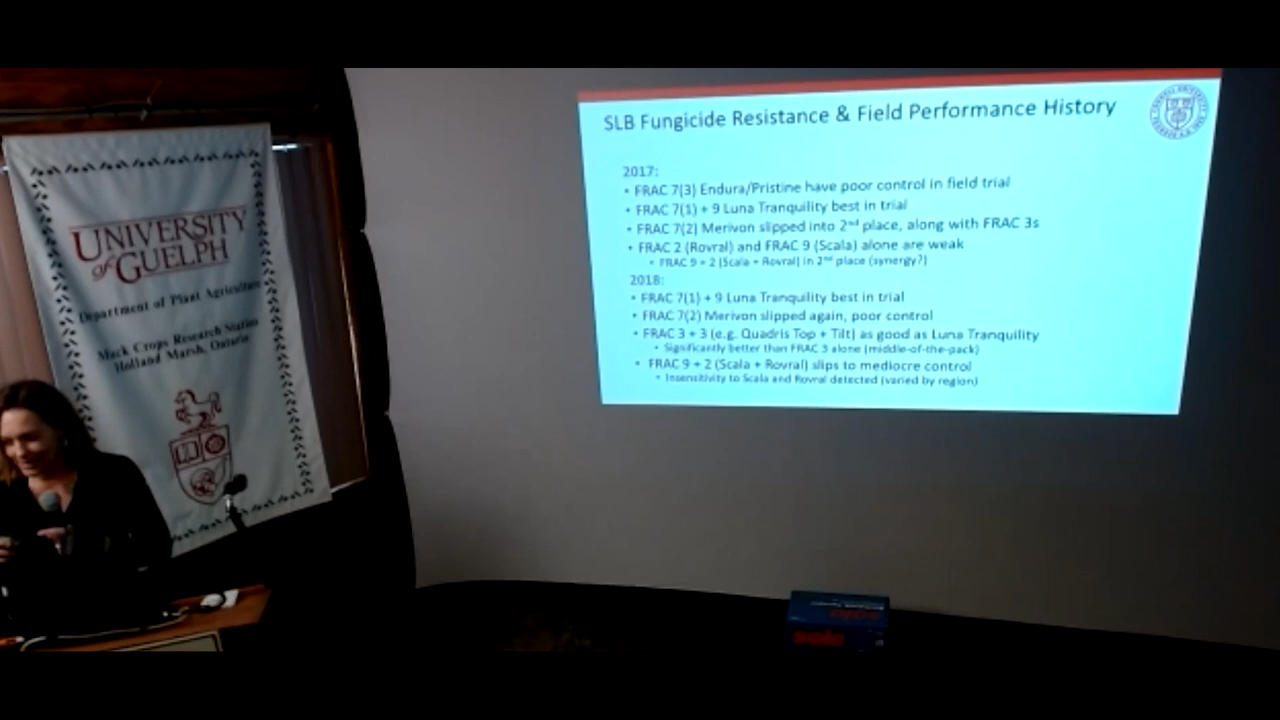 UNIVERSITY
of GUELPH
Department of Plant Agriculture
Muck Crops Research Station
Holland Marsh, Ontario
SLB Fungicide Resistance & Field Performance History
2017:
• FRAC 7(3) Endura/Pristine have poor control in field trial
• FRAC 7(1) + 9 Luna Tranquility best in trial
• FRAC 7(2) Merivon slipped into 2nd place, along with FRAC 3s
• FRAC 2 (Rovral) and FRAC 9 (Scala) alone are weak
• FRAC 9 + 2 (Scala + Rovral) in 2nd place (synergy?)
2018:
• FRAC 7(1) + 9 Luna Tranquility best in trial
• FRAC 7(2) Merivon slipped again, poor control
• FRAC 3 + 3 (e.g. Quadris Top + Tilt) as good as Luna Tranquility
• Significantly better than FRAC 3 alone (middle-of-the-pack)
• FRAC 9 + 2 (Scala + Rovral) slips to mediocre control
• Insensitivity to Scala and Rovral detected (varied by region)